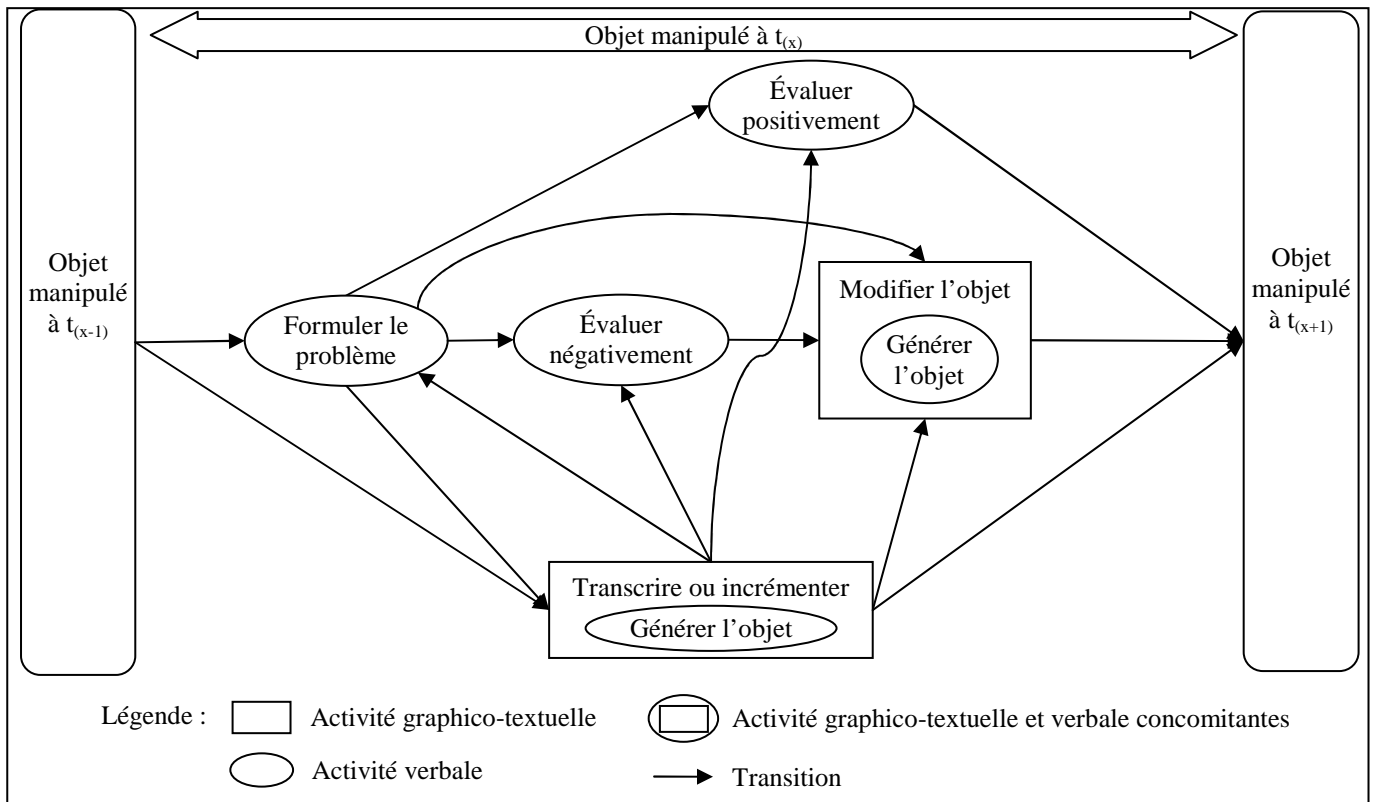 Objet manipulé à t(x)
Évaluer
positivement
Objet
manipulé
à t(x-1)
Formuler le
problème
Évaluer
négativement
Modifier l’objet
Générer
l’objet
Objet
manipulé
à t(x+1)
Transcrire ou incrémenter
Générer l’objet
Légende :
Activité graphico-textuelle
Activité graphico-textuelle et verbale concomitantes
Activité verbale
Transition